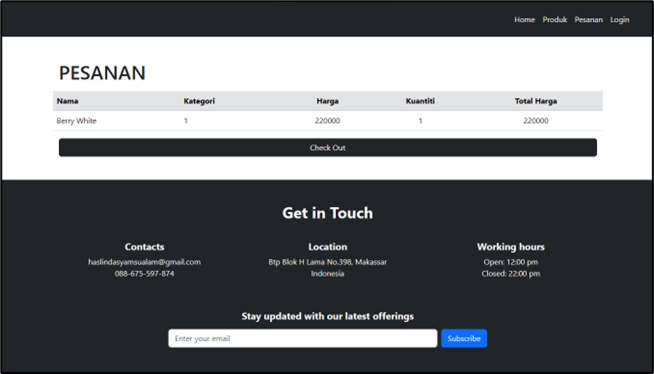 Home Produk Pesanan Login
PESANAN
Nama Kategori Harga Kuantiti Total Harga
Berry White 1 220000 1 220000
Check Out
Get in Touch
Contacts
haslindasyamsualam@gmail.com
088-675-597-874
Location
Btp Blok H Lama No.398, Makassar
Indonesia
Working hours
Open: 12:00 pm
Closed: 22:00 pm
Stay updated with our latest offerings
Enter your email Subscribe